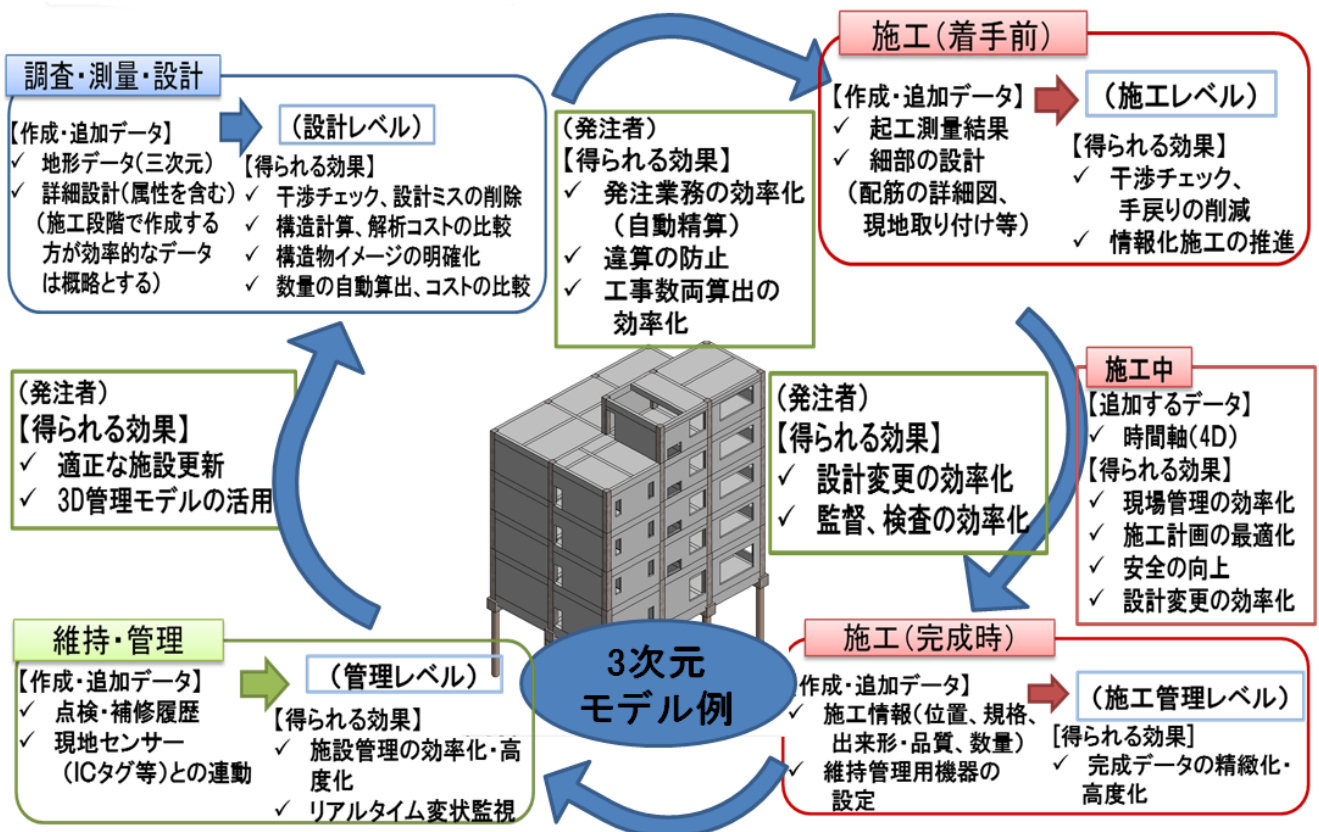 調査・測量・設計
【作成・追加データ】
✓ 地形データ(三次元)
✓ 詳細設計(属性を含む)
(施工段階で作成する
方が効率的なデータ
は概略とする)
(設計レベル)
【得られる効果】
✓ 干渉チェック、設計ミスの削除
✓ 構造計算、解析コストの比較
✓ 構造物イメージの明確化
✓ 数量の自動算出、コストの比較
(発注者)
【得られる効果】
✓ 発注業務の効率化
(自動精算)
✓ 違算の防止
✓ 工事数両算出の
効率化
施工(着手前)
【作成・追加データ】
✓ 起工測量結果
✓ 細部の設計
(配筋の詳細図、
現地取り付け等)
(施工レベル)
【得られる効果】
✓ 干渉チェック、
手戻りの削減
✓ 情報化施工の推進
施工中
【追加するデータ】
✓ 時間軸(4D)
【得られる効果】
✓ 現場管理の効率化
✓ 施工計画の最適化
✓ 安全の向上
✓ 設計変更の効率化
(発注者)
【得られる効果】
✓ 設計変更の効率化
✓ 監督、検査の効率化
施工(完成時)
作成・追加データ】
✓ 施工情報(位置、規格、
出来形・品質、数量)
✓ 維持管理用機器の
設定
(施工管理レベル)
[得られる効果]
✓ 完成データの精緻化・
高度化
3次元
モデル例
維持・管理
【作成・追加データ】
✓ 点検・補修履歴
✓ 現地センサー
(ICタグ等)との連動
(管理レベル)
【得られる効果】
✓ 施設管理の効率化・高
度化
✓ リアルタイム変状監視
(発注者)
【得られる効果】
✓ 適正な施設更新
✓ 3D管理モデルの活用